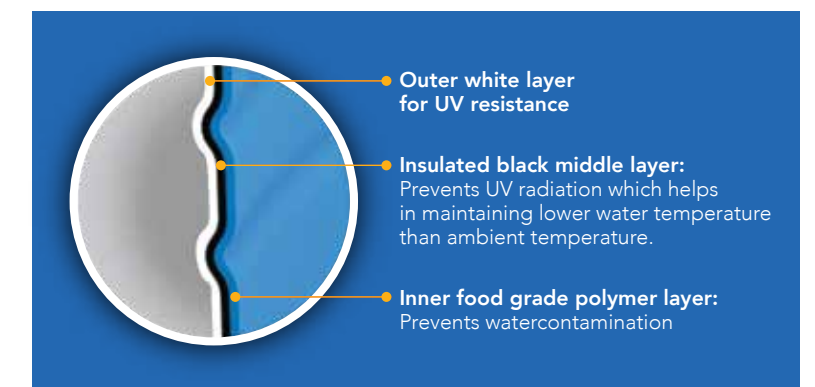 Outer white layer
for UV resistance
Insulated black middle layer:
Prevents UV radiation which helps
in maintaining lower water temperature
than ambient temperature.
Inner food grade polymer layer:
Prevents watercontamination